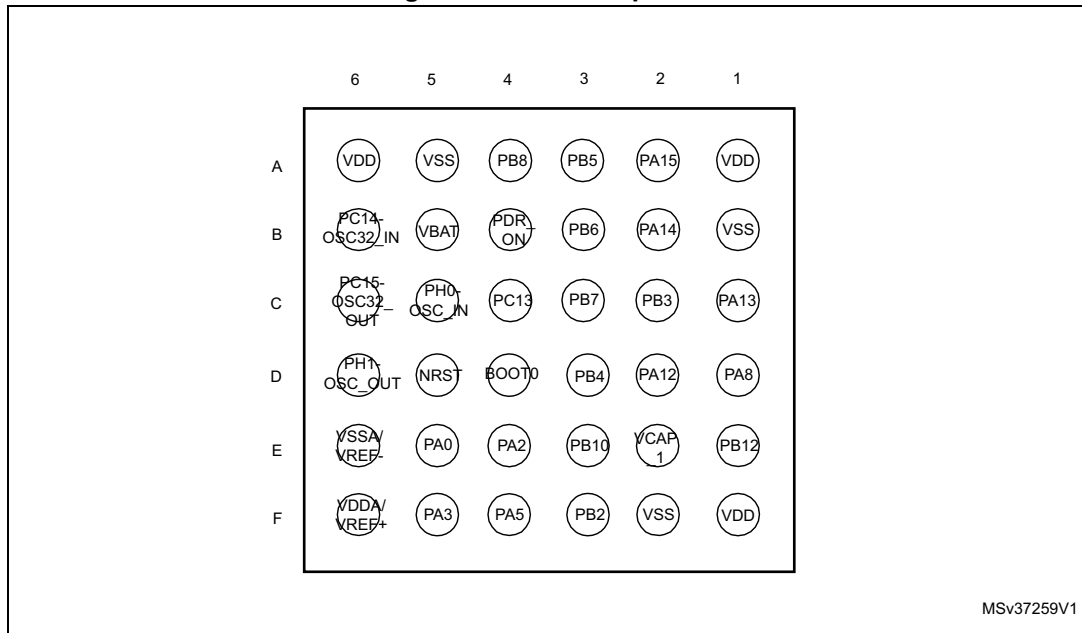 6 5 4 3 2 1
A VDD VSS PB8 PB5 PA15 VDD
B PC14-
OSC32_IN VBAT PDR_
ON PB6 PA14 VSS
C PC15-
OSC32_
OUT PH0-
OSC_IN PC13 PB7 PB3 PA13
D PH1-
OSC_OUT NRST BOOT0 PB4 PA12 PA8
E VSSA/
VREF- PA0 PA2 PB10 VCAP
_1 PB12
F VDDA/
VREF+ PA3 PA5 PB2 VSS VDD
MSv37259V1